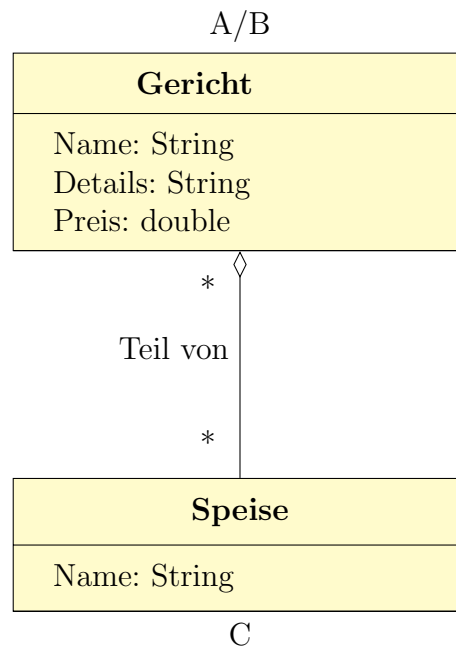 A/B
Gericht
Name: String
Details: String
Preis: double
*
Teil von
*
Speise
Name: String
C